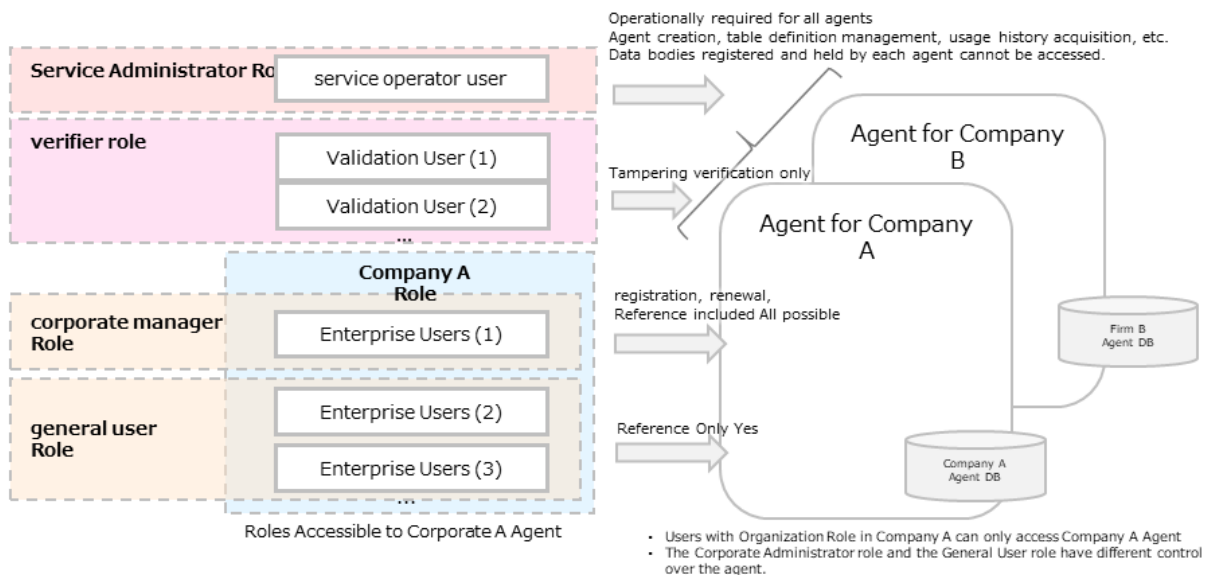 Operationally required for all agents
Agent creation, table definition management, usage history acquisition, etc.
Data bodies registered and held by each agent cannot be accessed.
Service Administrator Ro
service operator user
verifier role
Validation User (1)
Validation User (2)
...
Tampering verification only
Company A
Role
corporate manager
Role
Enterprise Users (1)
registration, renewal,
Reference included All possible
general user
Role
Enterprise Users (2)
Enterprise Users (3)
...
Reference Only Yes
Roles Accessible to Corporate A Agent
Agent for Company
B
Agent for Company
A
Firm B
Agent DB
Company A
Agent DB
• Users with Organization Role in Company A can only access Company A Agent
• The Corporate Administrator role and the General User role have different control
over the agent.